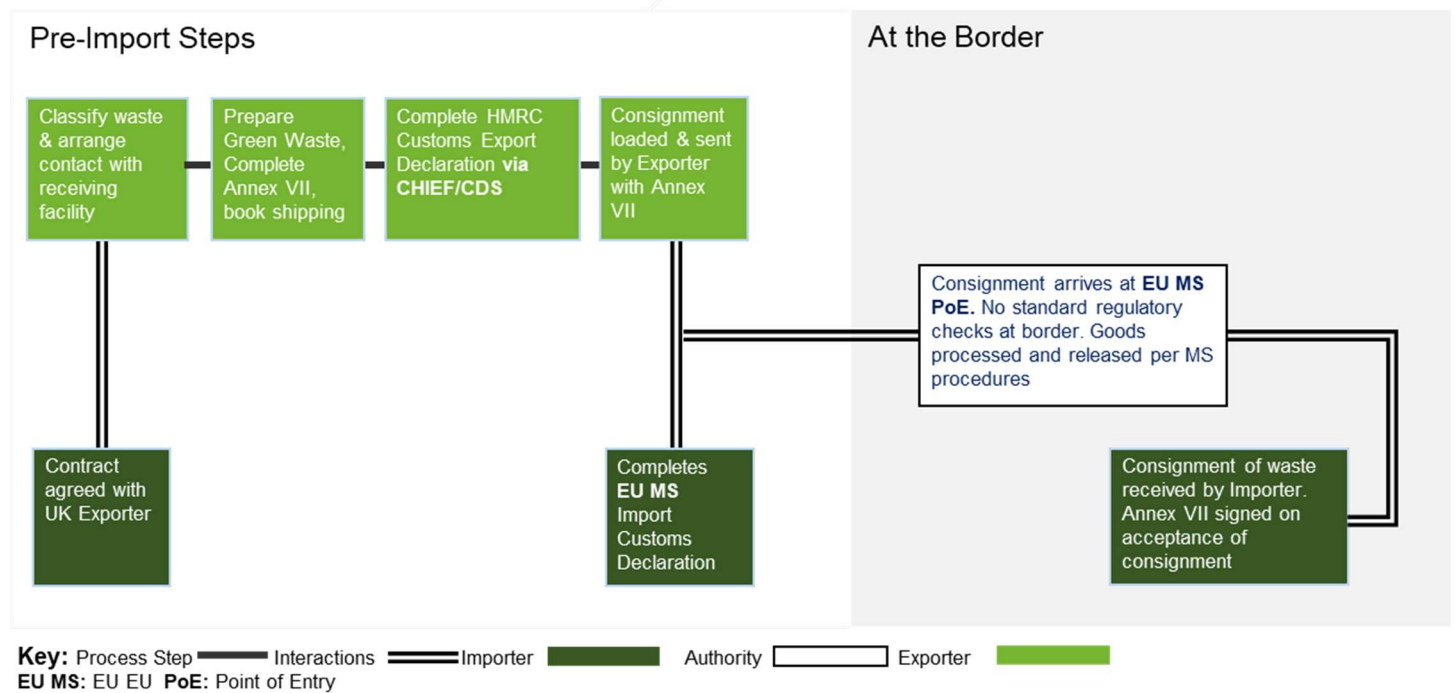 Pre-Import Steps
At the Border
Classify waste
& arrange
contact with
receiving
facility
Prepare
Green Waste,
Complete
Annex VII,
book shipping
Complete HMRC
Customs Export
Declaration via
CHIEF/CDS
Consignment
loaded & sent
by Exporter
with Annex
VII
Consignment arrives at EU MS
PoE. No standard regulatory
checks at border. Goods
processed and released per MS
procedures
Contract
agreed with
UK Exporter
Completes
EU MS
Import
Customs
Declaration
Consignment of waste
received by Importer.
Annex VII signed on
acceptance of
consignment
Key: Process Step Interactions Importer Authority Exporter
EU MS: EU EU PoE: Point of Entry